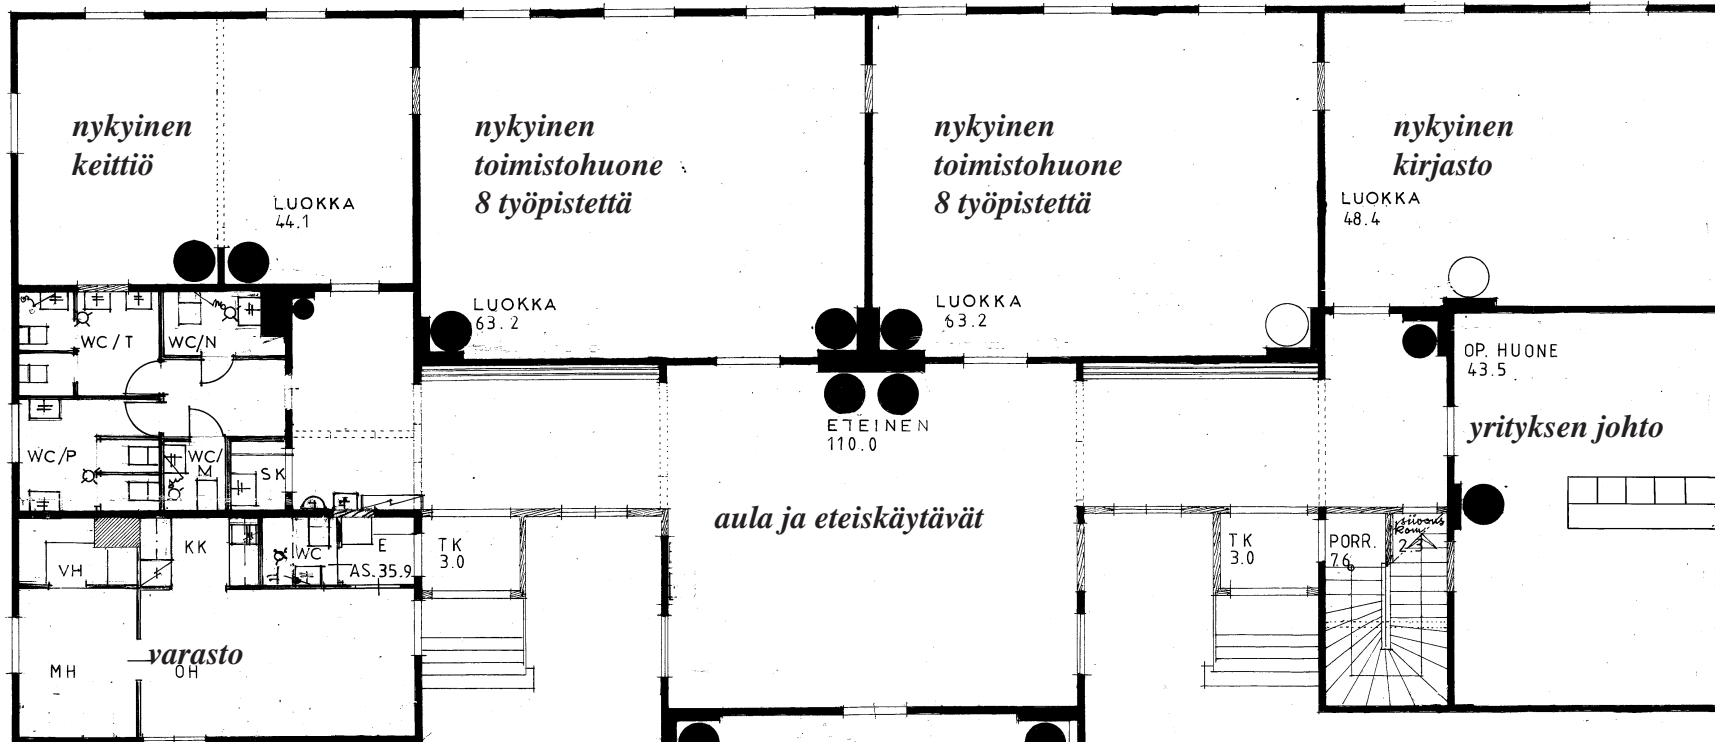 nykyinen
keittiö
LUOKKA
44.1
nykyinen
toimistohuone
8 työpistettä
LUOKKA
63.2
nykyinen
toimistohuone
8 työpistettä
LUOKKA
63.2
nykyinen
kirjasto
LUOKKA
48.4
WC/T
WC/N
WC/P
WC/
M
SK
ETEINEN
110.0
OP. HUONE
43.5
yrityksen johto
aula ja eteiskäytävät
VH
KK
WC
E
AS.35.9
TK
3.0
TK
3.0
PORR.
7.6
siivous
kom.
2.3
varasto
MH
OH